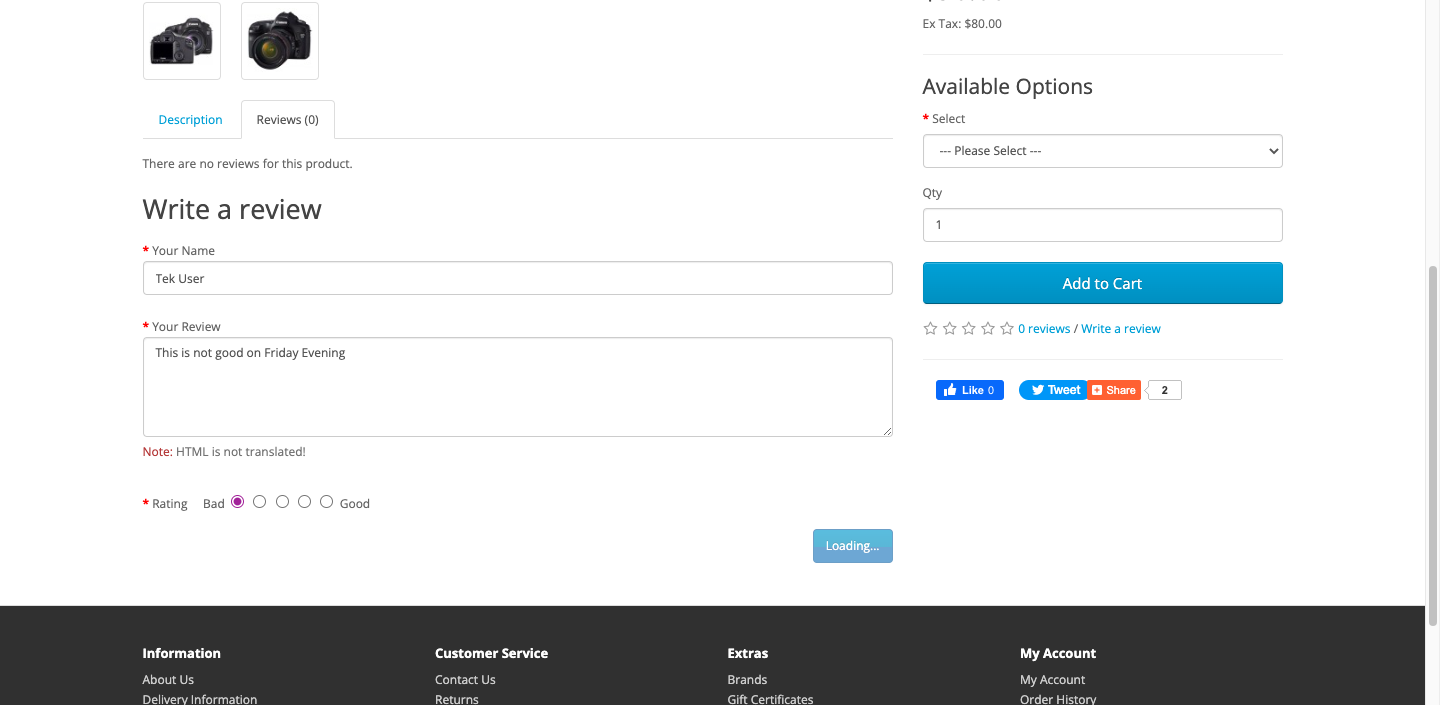 Ex Tax: $80.00
Description
Reviews (0)
There are no reviews for this product.
Write a review
* Your Name
Tek User
* Your Review
This is not good on Friday Evening
Note: HTML is not translated!
* Rating Bad Good
Loading...
Available Options
* Select
--- Please Select ---
Qty
1
Add to Cart
0 reviews / Write a review
Like 0
Tweet
Share
2
Information
About Us
Delivery Information
Customer Service
Contact Us
Returns
Extras
Brands
Gift Certificates
My Account
My Account
Order History